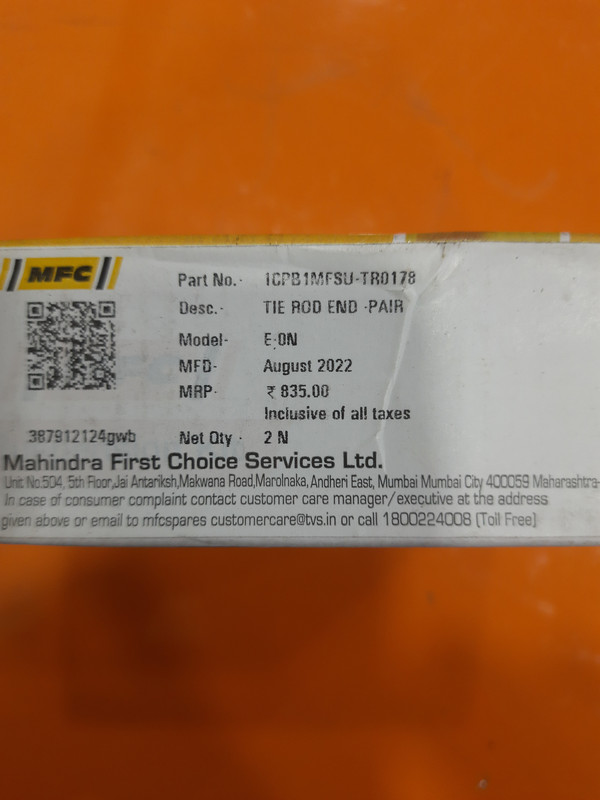 MFC
Part No.- 1CPB1MFSU-TR0178
Desc.- TIE ROD END -PAIR
Model- E-ON
MFD- August 2022
MRP- ₹ 835.00
Inclusive of all taxes
387912124gwb Net Qty - 2 N
Mahindra First Choice Services Ltd.
Unit No.504, 5th Floor,Jai Antariksh,Makwana Road,Marolnaka, Andheri East, Mumbai Mumbai City 400059 Maharashtra-
In case of consumer complaint contact customer care manager/executive at the address
given above or email to mfcspares customercare@tvs.in or call 1800224008 (Toll Free)